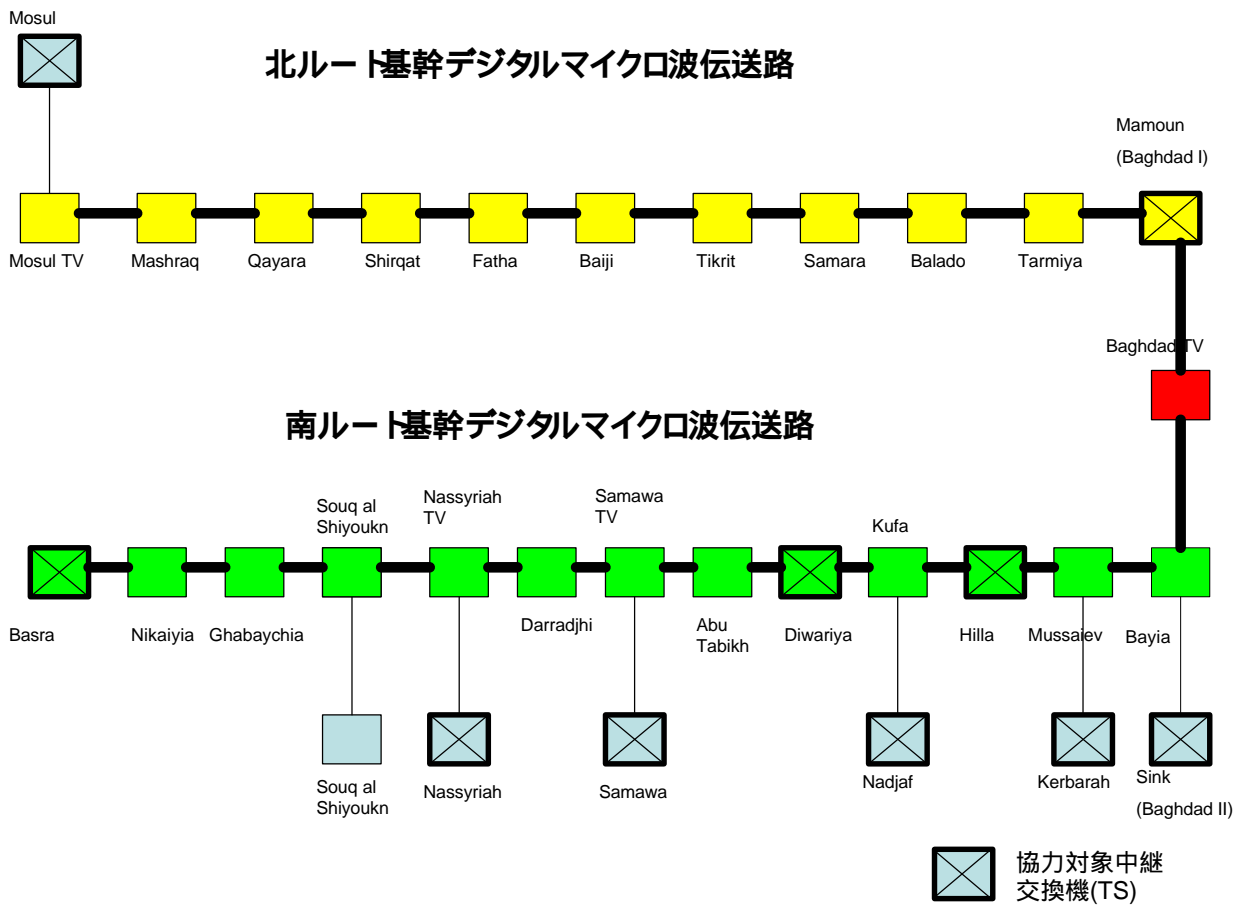 Mosul
北ルート基幹デジタルマイクロ波伝送路
Mamoun
(Baghdad I)
Mosul TV
Mashraq
Qayara
Shirqat
Fatha
Baiji
Tikrit
Samara
Balado
Tarmiya
Baghdad TV
南ルート基幹デジタルマイクロ波伝送路
Souq al
Shiyoukn
Nassyriah
TV
Samawa
TV
Kufa
Basra
Nikaiyia
Ghabaychia
Darradjhi
Abu
Tabikh
Diwariya
Hilla
Mussaiev
Bayia
Souq al
Shiyoukn
Nassyriah
Samawa
Nadjaf
Kerbarah
Sink
(Baghdad II)
協力対象中継
交換機(TS)